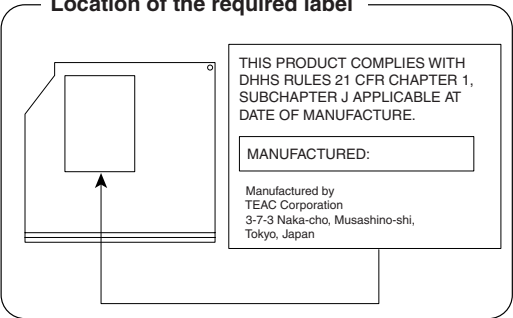 Location of the required label
THIS PRODUCT COMPLIES WITH
DHHS RULES 21 CFR CHAPTER 1,
SUBCHAPTER J APPLICABLE AT
DATE OF MANUFACTURE.
MANUFACTURED:
Manufactured by
TEAC Corporation
3-7-3 Naka-cho, Musashino-shi,
Tokyo, Japan